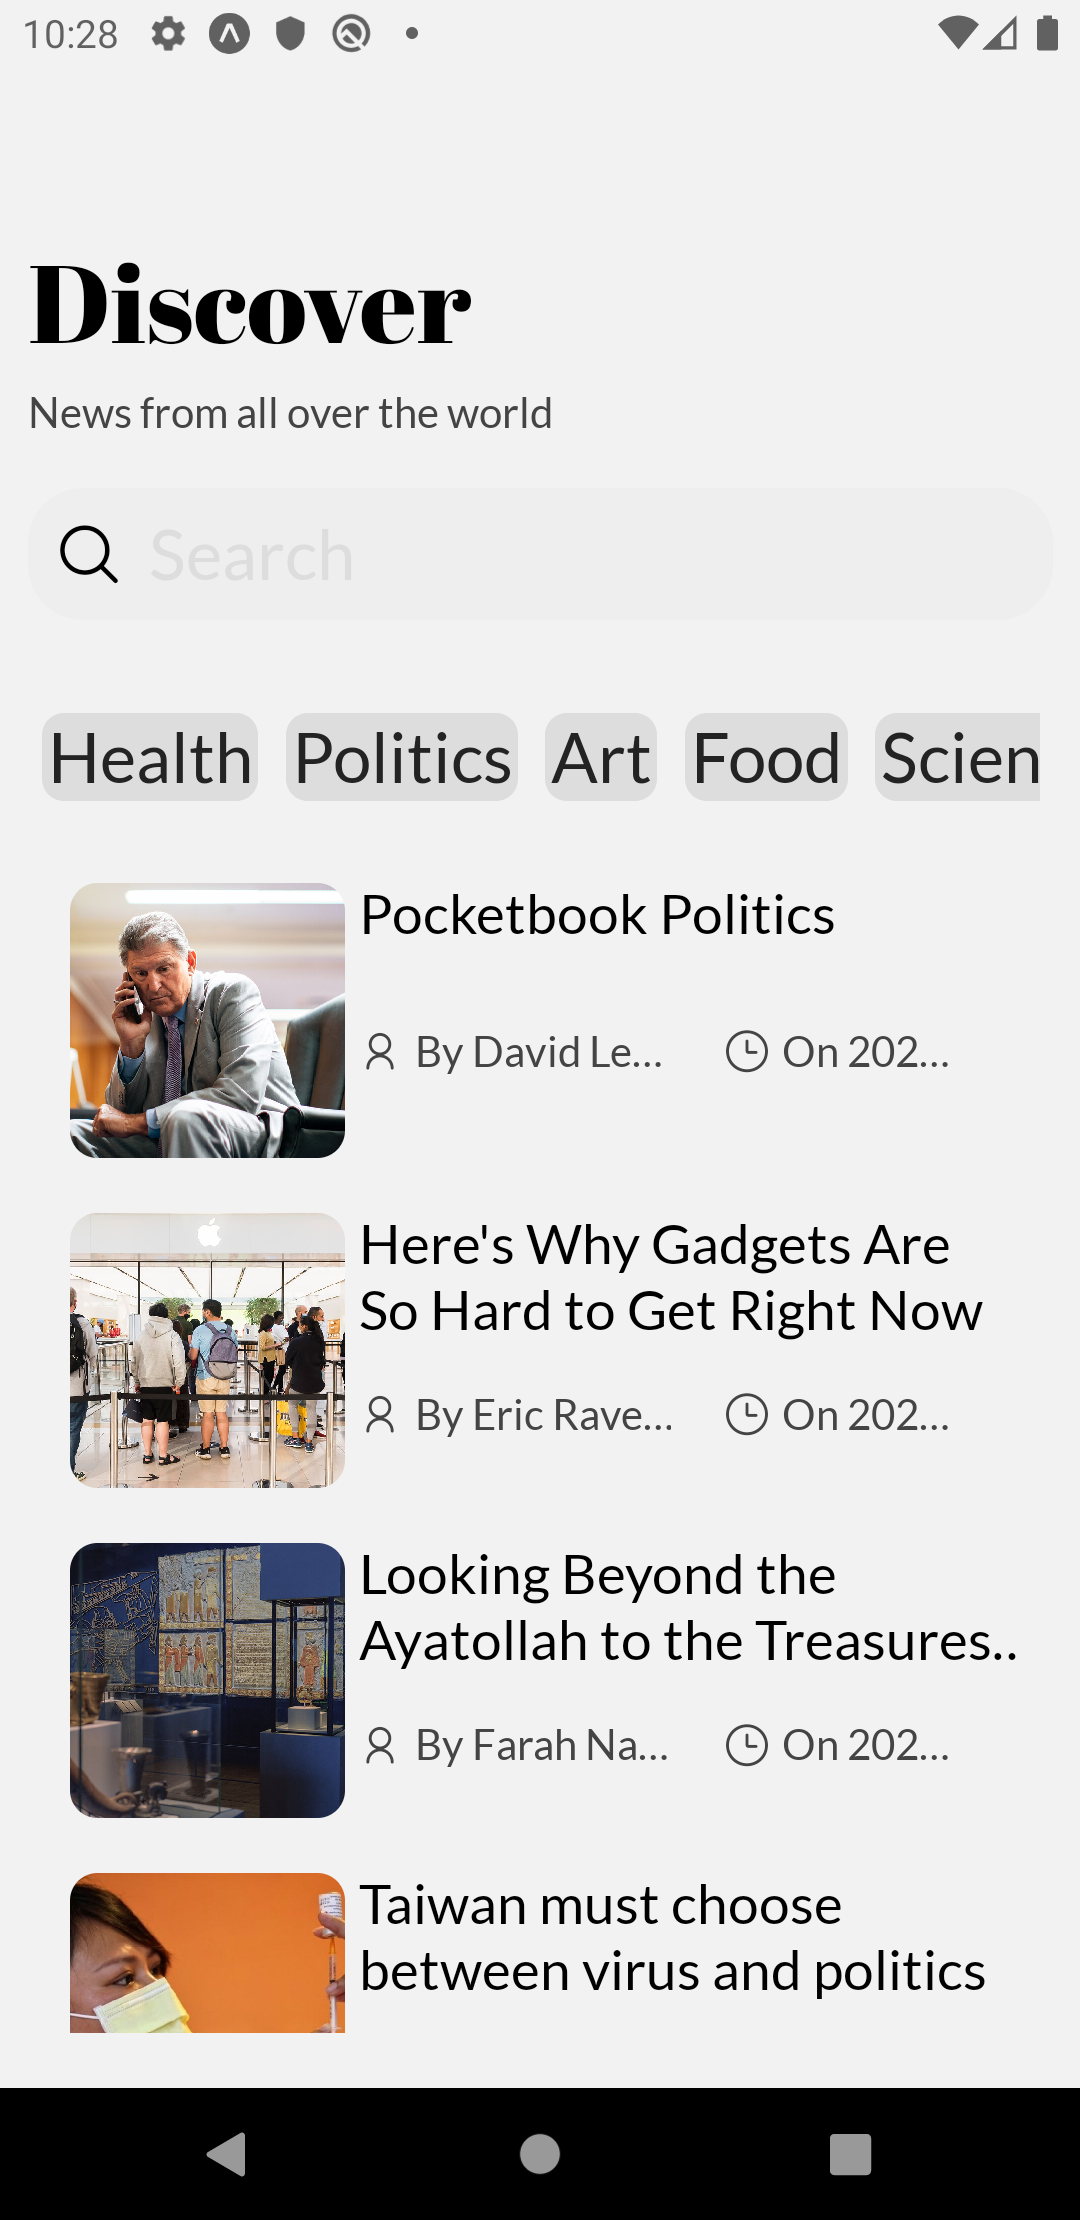 10:28
Discover
News from all over the world
Search
Health Politics Art Food Scien
Pocketbook Politics
By David Le... On 202...
Here's Why Gadgets Are
So Hard to Get Right Now
By Eric Rave... On 202...
Looking Beyond the
Ayatollah to the Treasures..
By Farah Na... On 202...
Taiwan must choose
between virus and politics